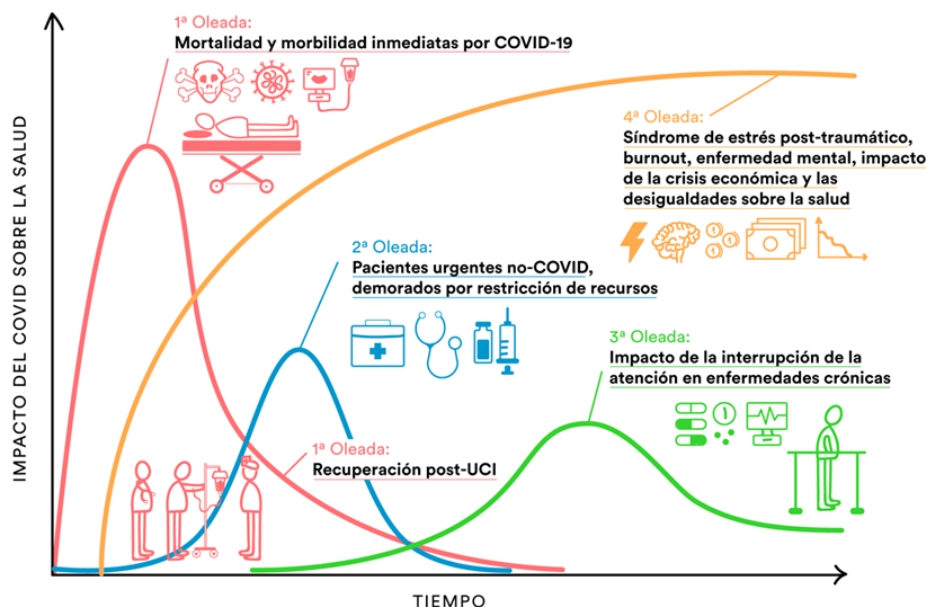 1ª Oleada:
Mortalidad y morbilidad inmediatas por COVID-19
4ª Oleada:
Síndrome de estrés post-traumático,
burnout, enfermedad mental, impacto
de la crisis económica y las
desigualdades sobre la salud
2ª Oleada:
Pacientes urgentes no-COVID,
demorados por restricción de recursos
3ª Oleada:
Impacto de la interrupción de la
atención en enfermedades crónicas
1ª Oleada:
Recuperación post-UCI
IMPACTO DEL COVID SOBRE LA SALUD
TIEMPO